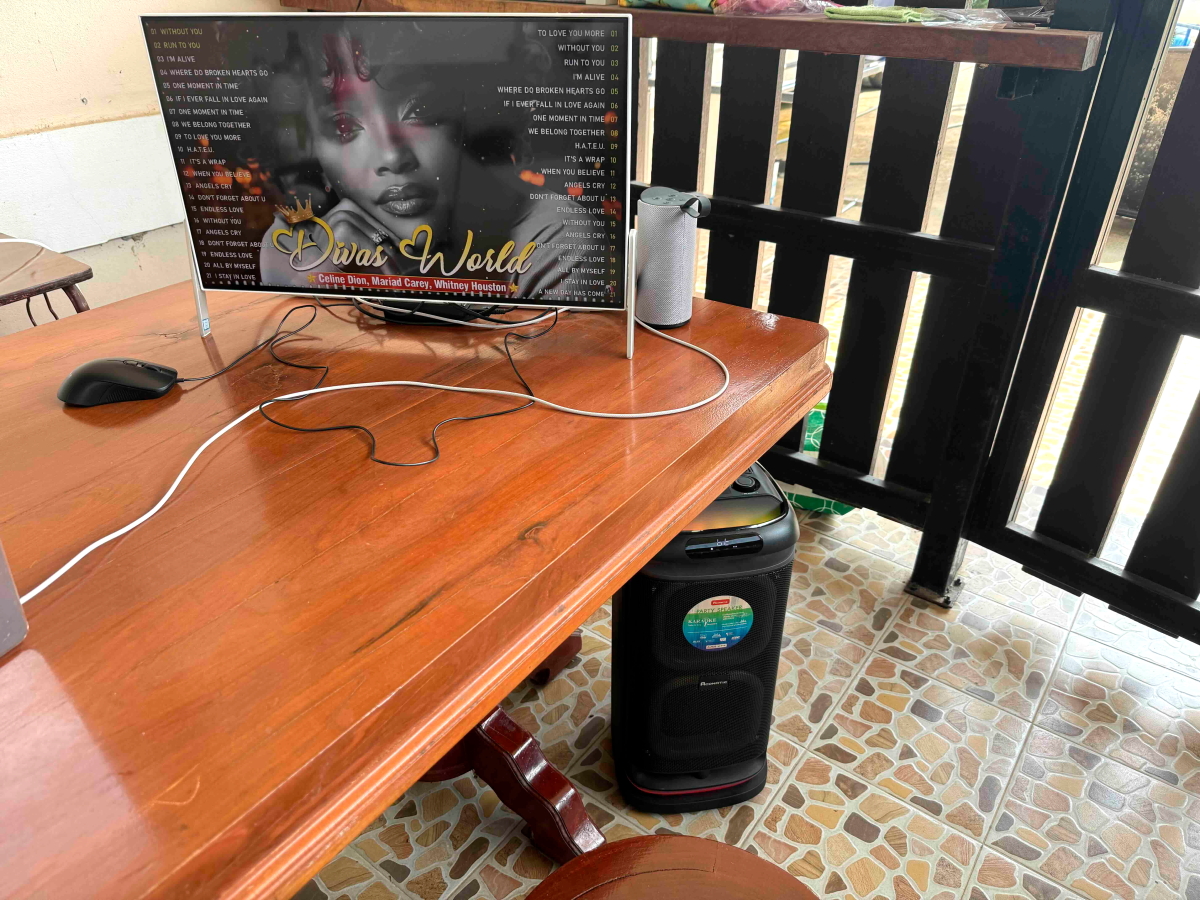 01 WITHOUT YOU
02 RUN TO YOU
03 I'M ALIVE
04 WHERE DO BROKEN HEARTS GO
05 ONE MOMENT IN TIME
06 IF I EVER FALL IN LOVE AGAIN
07 ONE MOMENT IN TIME
08 WE BELONG TOGETHER
09 TO LOVE YOU MORE
10 H.A.T.E.U.
11 IT'S A WRAP
12 WHEN YOU BELIEVE
13 ANGELS CRY
14 DON'T FORGET ABOUT U
15 ENDLESS LOVE
16 WITHOUT YOU
17 ANGELS CRY
18 DON'T FORGET ABOU
19 ENDLESS LOVE
20 ALL BY MYSELF
21 I STAY IN LOVE
TO LOVE YOU MORE 01
WITHOUT YOU 02
RUN TO YOU 03
I'M ALIVE 04
WHERE DO BROKEN HEARTS GO 05
IF I EVER FALL IN LOVE AGAIN 06
ONE MOMENT IN TIME 07
WE BELONG TOGETHER 08
H.A.T.E.U. 09
IT'S A WRAP 10
WHEN YOU BELIEVE 11
ANGELS CRY 12
DON'T FORGET ABOUT U 13
ENDLESS LOVE 14
WITHOUT YOU 15
ANGELS CRY 16
DON'T FORGET ABOUT U 17
ENDLESS LOVE 18
ALL BY MYSELF 19
I STAY IN LOVE 20
A NEW DAY HAS COME
Divas World
Celine Dion, Mariad Carey, Whitney Houston
bt
PARTY SPEAKER